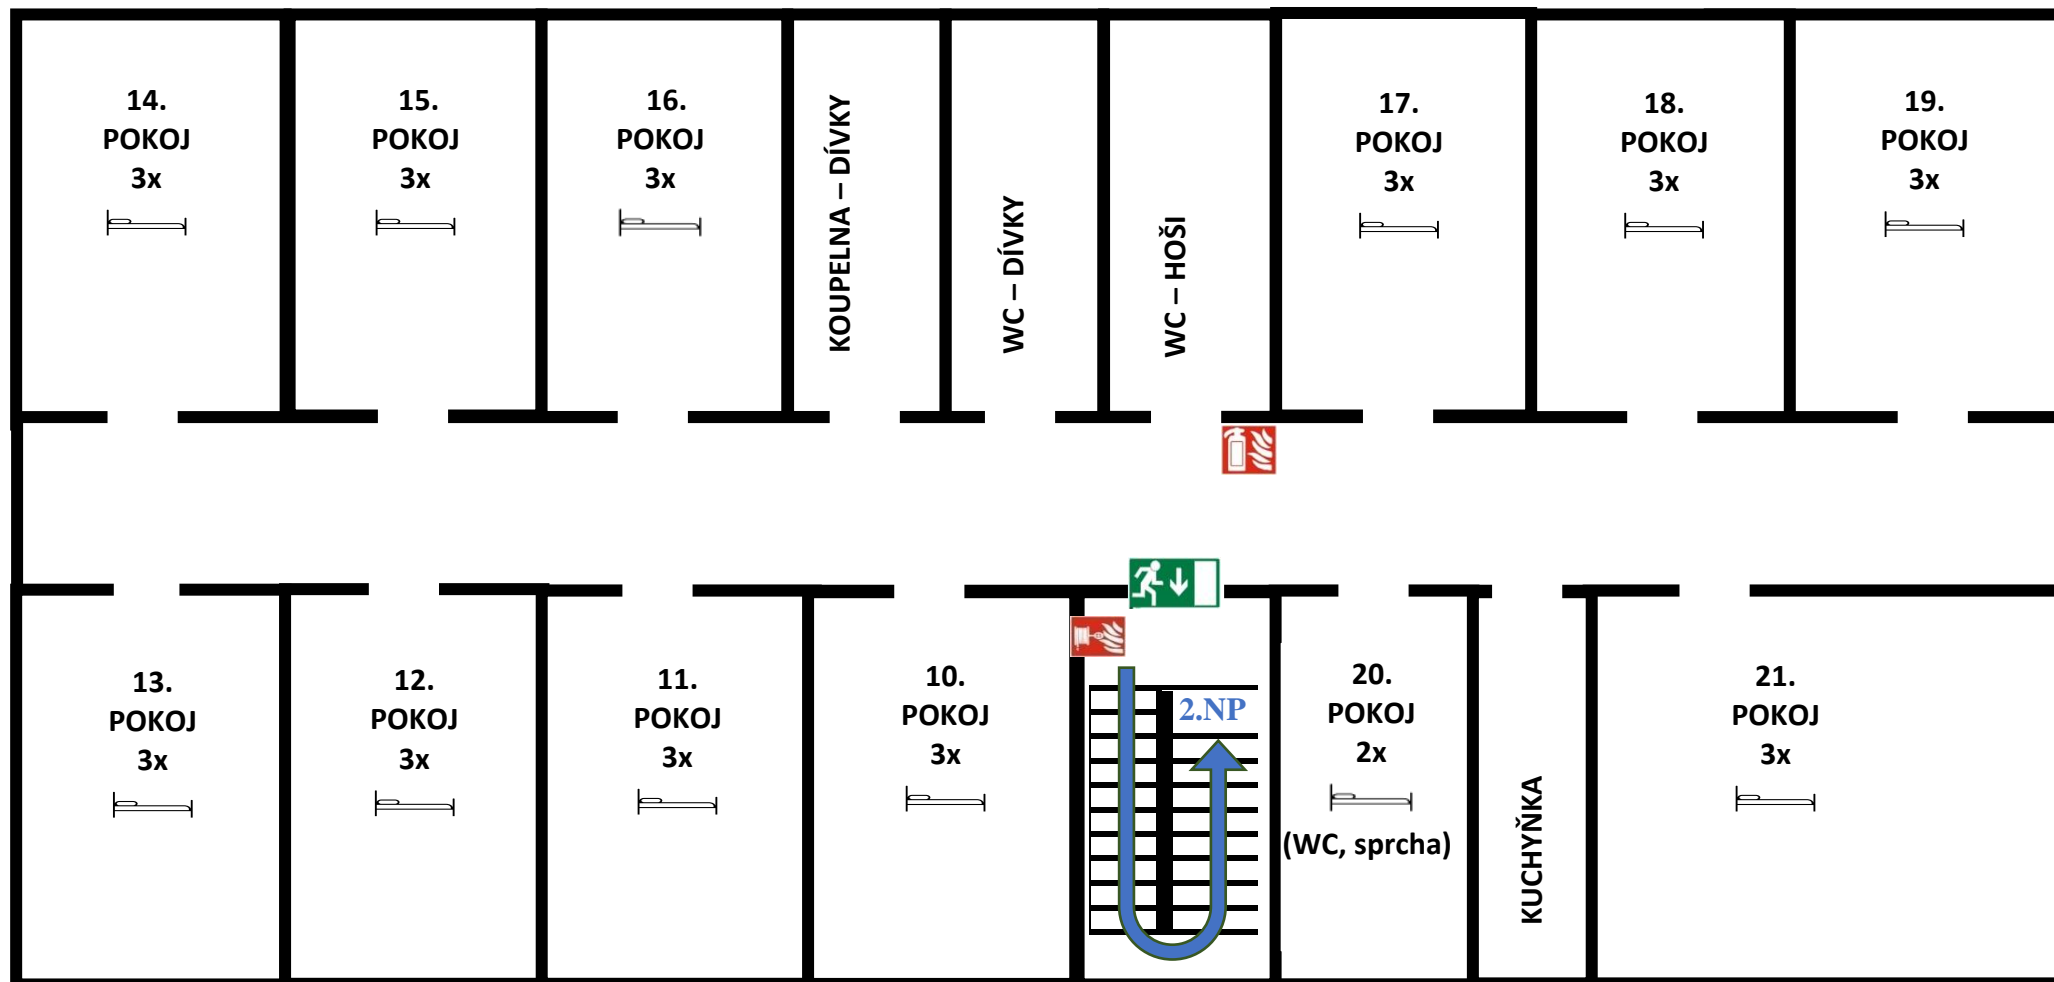 14.
POKOJ
3x
15.
POKOJ
3x
16.
POKOJ
3x
KOUPELNA – DÍVKY
WC – DÍVKY
WC – HOŠI
17.
POKOJ
3x
18.
POKOJ
3x
19.
POKOJ
3x
13.
POKOJ
3x
12.
POKOJ
3x
11.
POKOJ
3x
10.
POKOJ
3x
2.NP
20.
POKOJ
2x
(WC, sprcha)
KUCHYŇKA
21.
POKOJ
3x